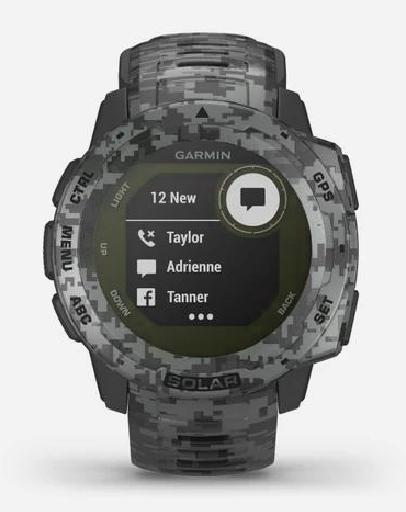 GARMIN
CTRL
LIGHT
GPS
12 New
MENU
UP
Taylor
Adrienne
Tanner
ABC
DOWN
BACK
SET
SOLAR